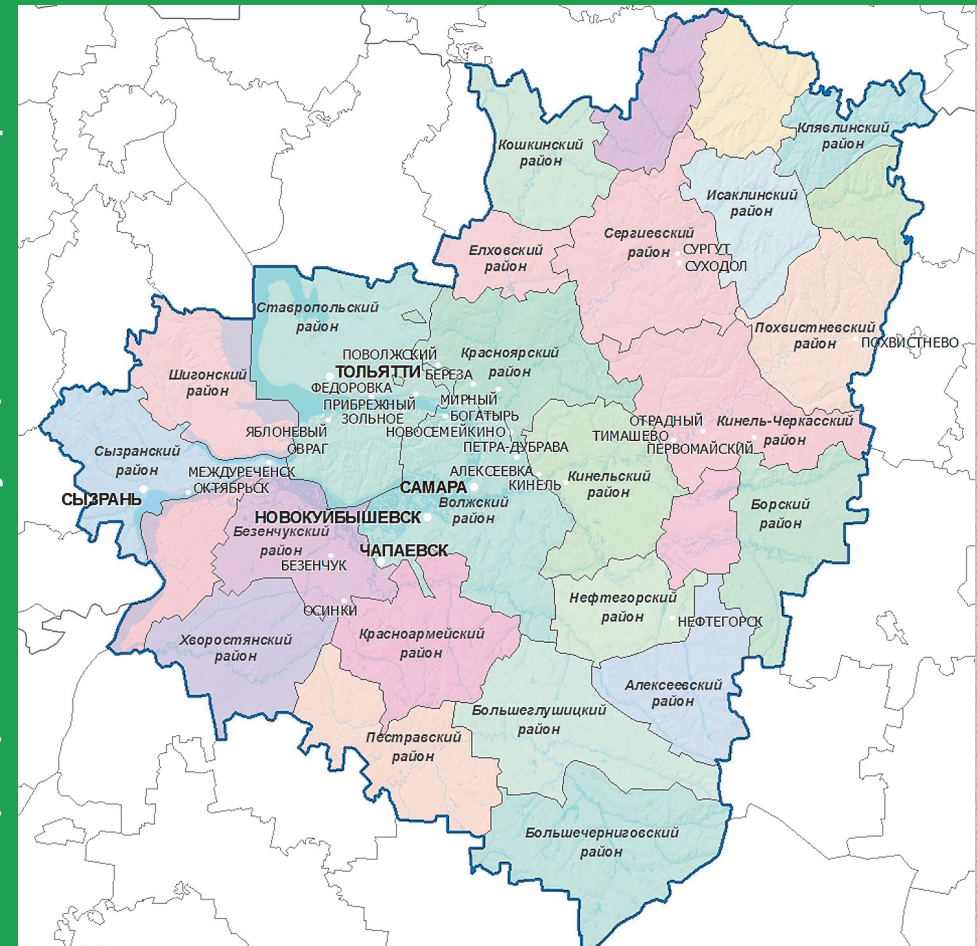 Клявлинский
район
Кошкинский
район
Исаклинский
район
Сергиевский
район
СУРГУТ
СУХОДОЛ
Елховский
район
Ставропольский
район
Похвистневский
район
ПОХВИСТНЕВО
ПОВОЛЖСКИЙ
Красноярский
район
ТОЛЬЯТТИ
БЕРЕЗА
Шигонский
район
ФЕДОРОВКА
ПРИБРЕЖНЫЙ
МИРНЫЙ
ЗОЛЬНОЕ
БОГАТЫРЬ
ЯБЛОНЕВЫЙ
ОВРАГ
НОВОСЕМЕЙКИНО
ОТРАДНЫЙ
Кинель-Черкасский
район
ТИМАШЕВО
ПЕРВОМАЙСКИЙ
ПЕТРА-ДУБРАВА
Сызранский
район
МЕЖДУРЕЧЕНСК
ОКТЯБРЬСК
АЛЕКСЕЕВКА
КИНЕЛЬ
Кинельский
район
СЫЗРАНЬ
САМАРА
Волжский
район
Борский
район
НОВОКУЙБЫШЕВСК
Безенчукский
район
БЕЗЕНЧУК
ЧАПАЕВСК
ОСИНКИ
Нефтегорский
район
НЕФТЕГОРСК
Хворостянский
район
Красноармейский
район
Алексеевский
район
Большеглушицкий
район
Пестравский
район
Большечерниговский
район